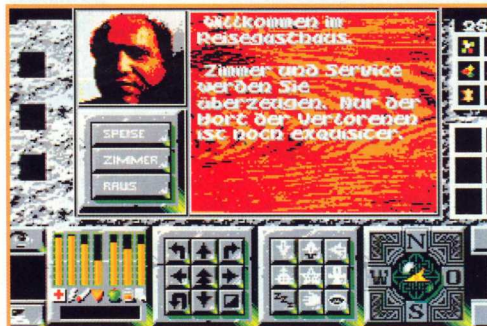 Willkommen im
Reisegasthaus.
Zimmer und Service
werden Sie
überzeugen. Nur der
Hort der Verlorenen
ist noch exquisiter.
SPEISE
ZIMMER
RAUS
N
W O
S
zzz